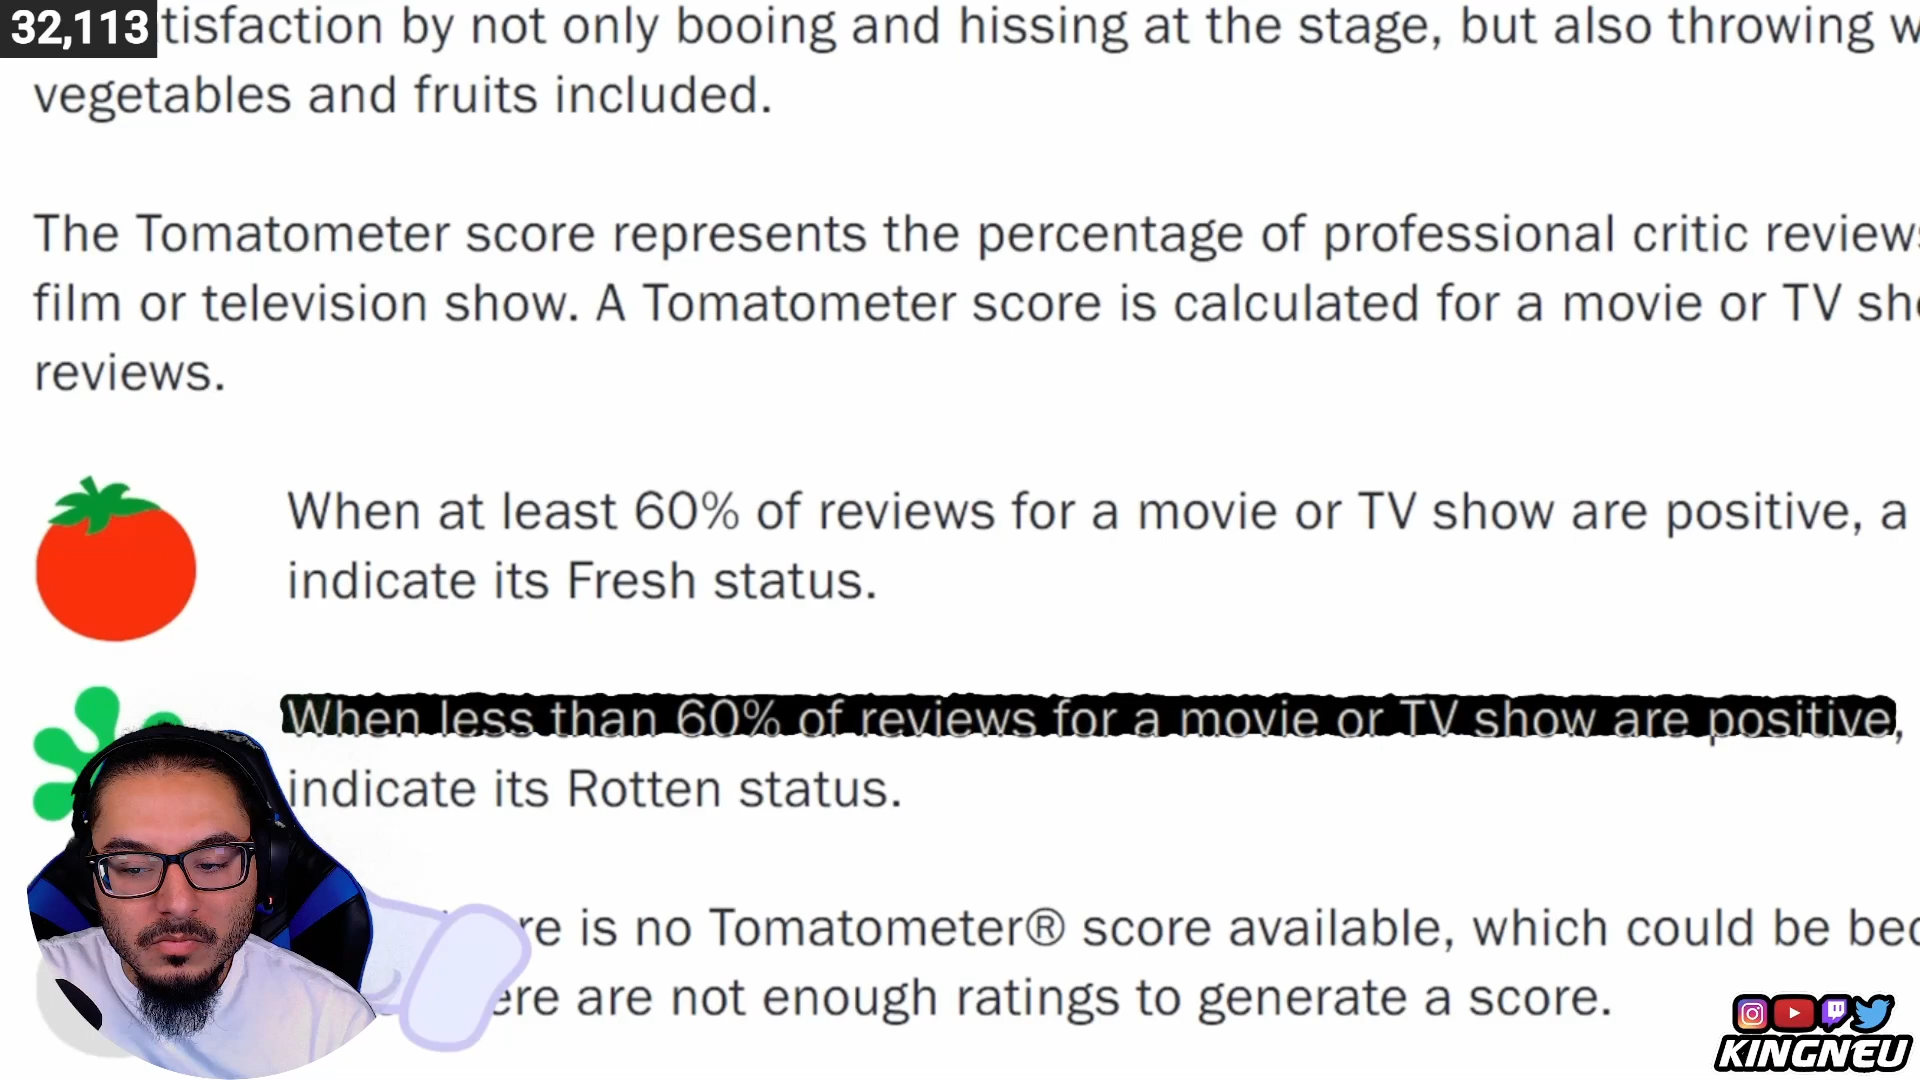 32,113
tisfaction by not only booing and hissing at the stage, but also throwing
vegetables and fruits included.
The Tomatometer score represents the percentage of professional critic reviews
film or television show. A Tomatometer score is calculated for a movie or TV
reviews.
When at least 60% of reviews for a movie or TV show are positive, a
indicate its Fresh status.
When less than 60% of reviews for a movie or TV show are positive,
indicate its Rotten status.
re is no Tomatometer® score available, which could be
ere are not enough ratings to generate a score.
KINGNEU